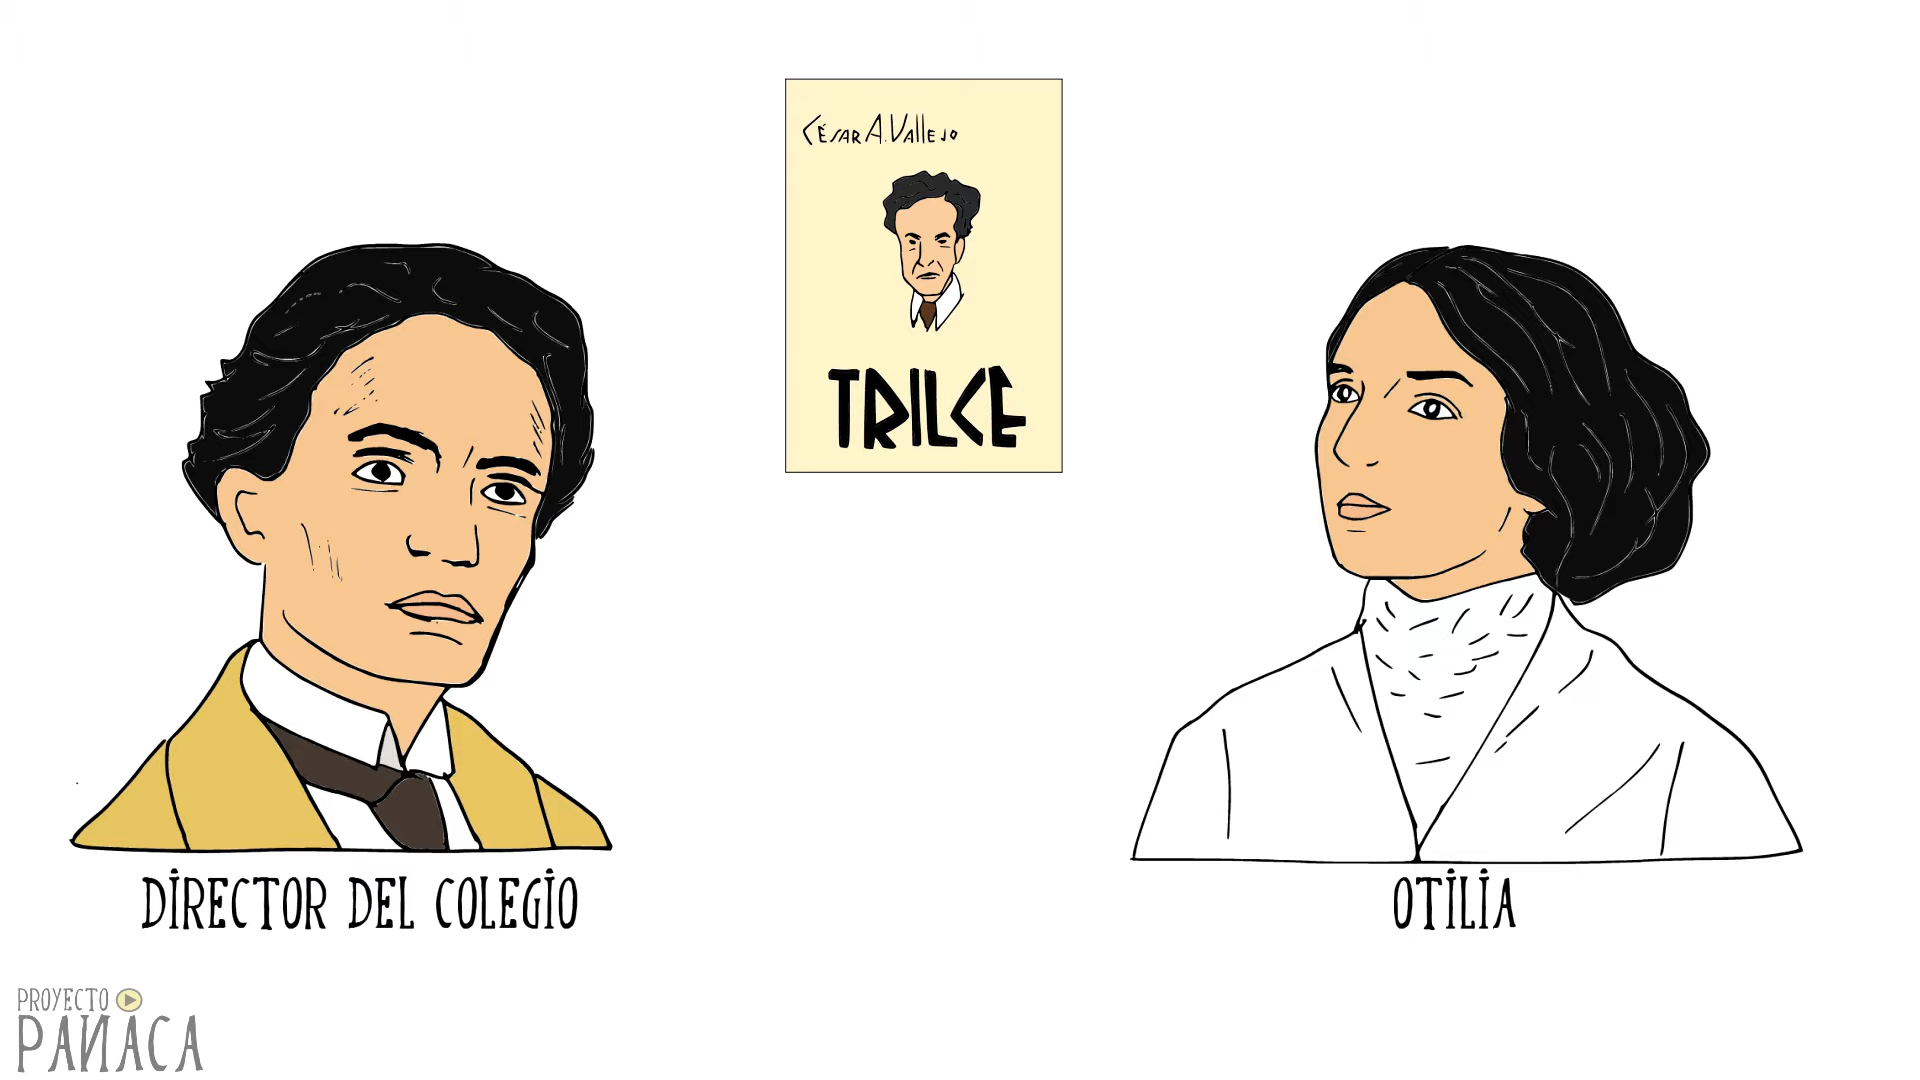 César A. Vallejo
TRILCE
DIRECTOR DEL COLEGIO
OTILIA
PROYECTO
PANACA